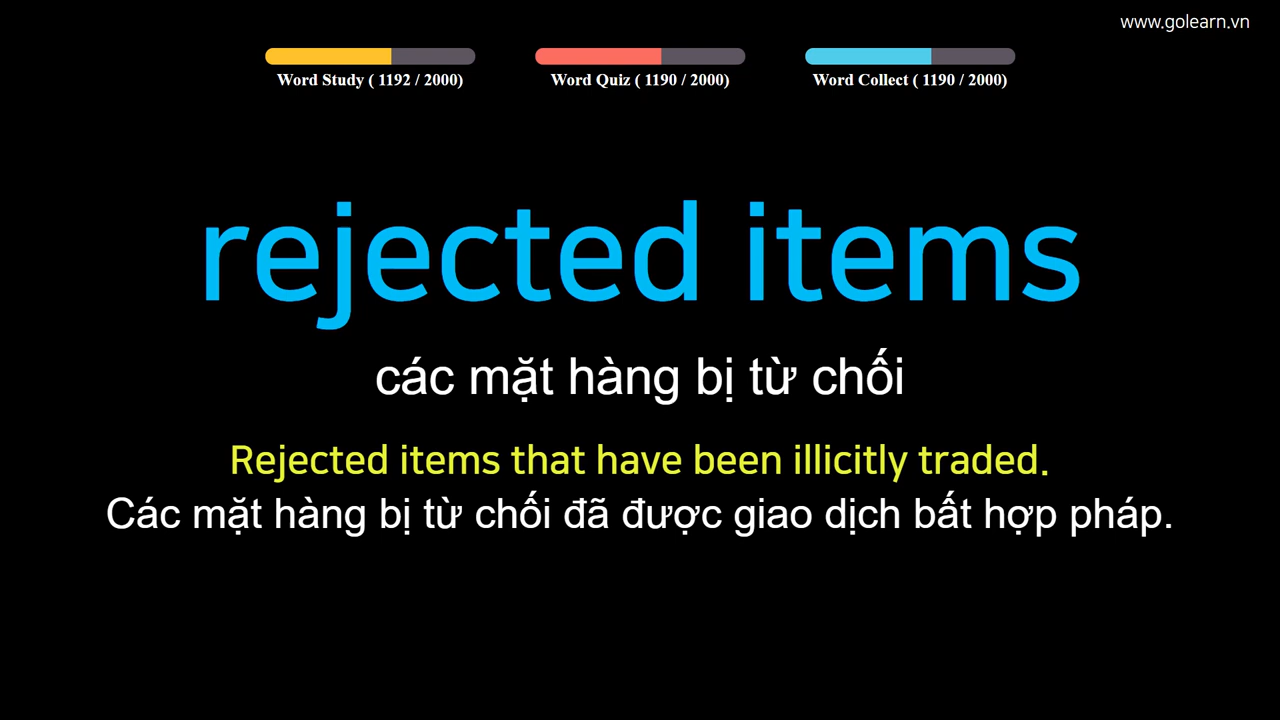 www.golearn.vn
Word Study ( 1192 / 2000)
Word Quiz ( 1190 / 2000)
Word Collect ( 1190 / 2000)
rejected items
các mặt hàng bị từ chối
Rejected items that have been illicitly traded.
Các mặt hàng bị từ chối đã được giao dịch bất hợp pháp.